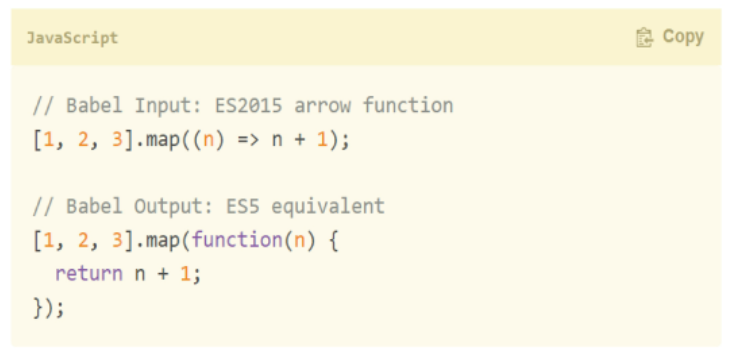 JavaScript Copy
// Babel Input: ES2015 arrow function
[1, 2, 3].map((n) => n + 1);
// Babel Output: ES5 equivalent
[1, 2, 3].map(function(n) {
  return n + 1;
});